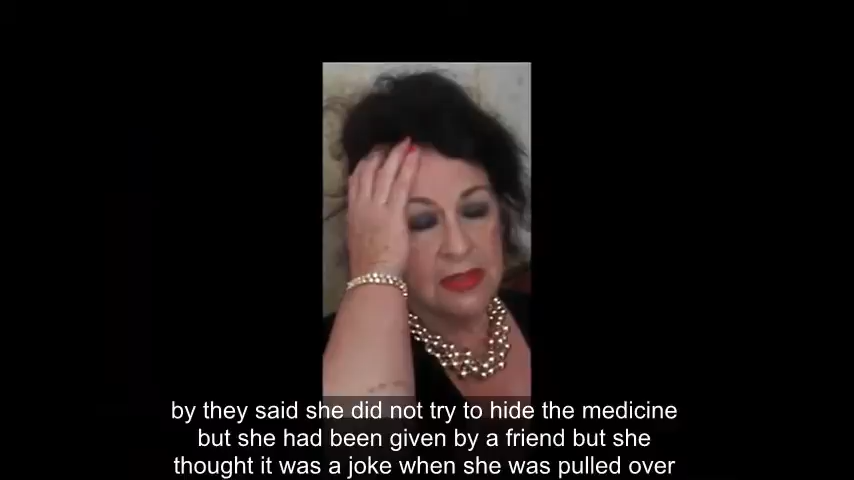 by they said she did not try to hide the medicine
but she had been given by a friend but she
thought it was a joke when she was pulled over